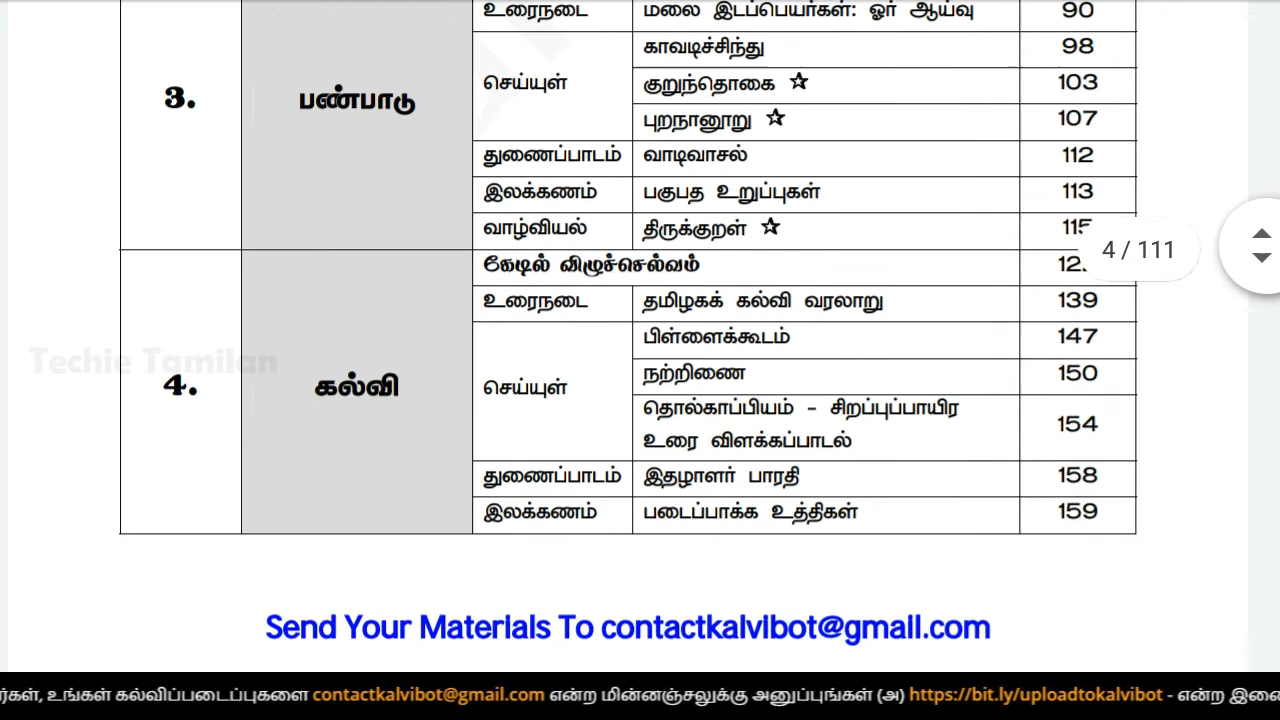 உரைநடை மலை இடப்பெயர்கள்: ஓர் ஆய்வு 90
காவடிச்சிந்து 98
3. பண்பாடு செய்யுள் குறுந்தொகை ☆ 103
புறநானூறு ☆ 107
துணைப்பாடம் வாடிவாசல் 112
இலக்கணம் பகுபத உறுப்புகள் 113
வாழ்வியல் திருக்குறள் ☆ 115
4 / 111
கேடில் விழுச்செல்வம்
உரைநடை தமிழகக் கல்வி வரலாறு 139
பிள்ளைக்கூடம் 147
Techie Tamilan
4. கல்வி செய்யுள் நற்றிணை 150
தொல்காப்பியம் - சிறப்புப்பாயிர
உரை விளக்கப்பாடல் 154
துணைப்பாடம் இதழாளர் பாரதி 158
இலக்கணம் படைப்பாக்க உத்திகள் 159
Send Your Materials To contactkalvibot@gmail.com
ர்கள், உங்கள் கல்விப்படைப்புகளை contactkalvibot@gmail.com என்ற மின்னஞ்சலுக்கு அனுப்புங்கள் (அ) https://bit.ly/uploadtokalvibot - என்ற இணை